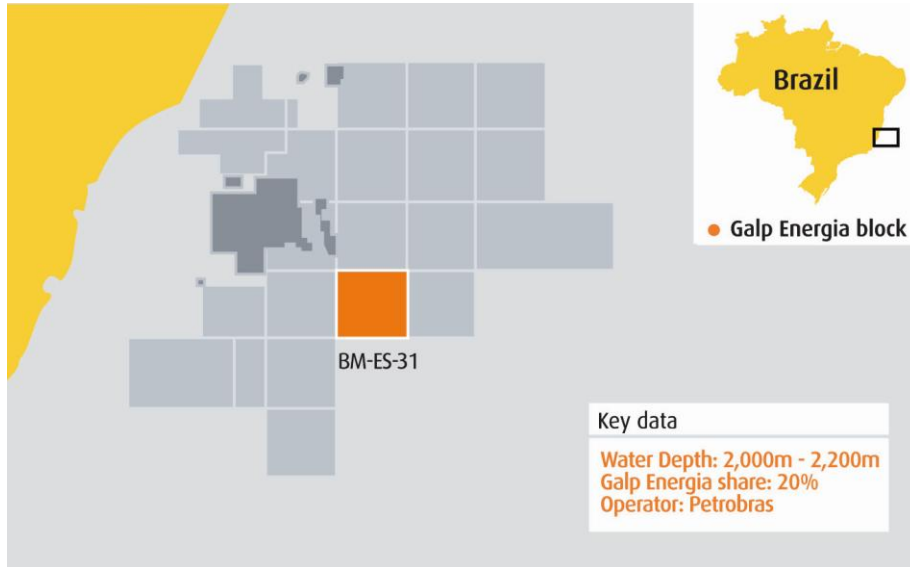 Brazil
Galp Energia block
BM-ES-31
Key data
Water Depth: 2,000m - 2,200m
Galp Energia share: 20%
Operator: Petrobras